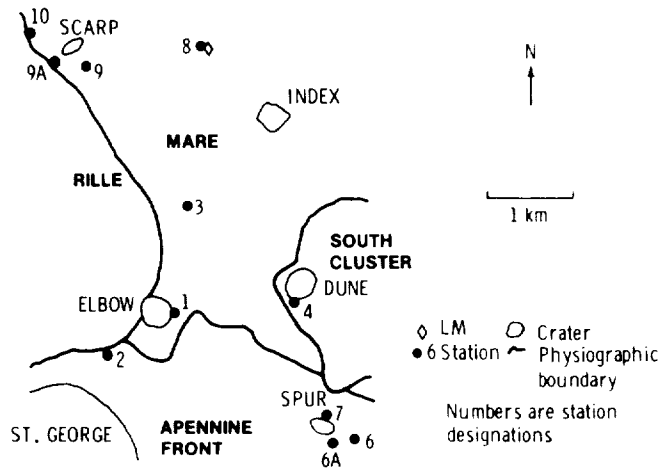 10
SCARP
9A
9
8
N
INDEX
MARE
RILLE
1 km
3
SOUTH
CLUSTER
DUNE
ELBOW
1
4
2
LM
Crater
6 Station
Physiographic
boundary
SPUR
7
Numbers are station
designations
ST. GEORGE
APENNINE
FRONT
6
6A